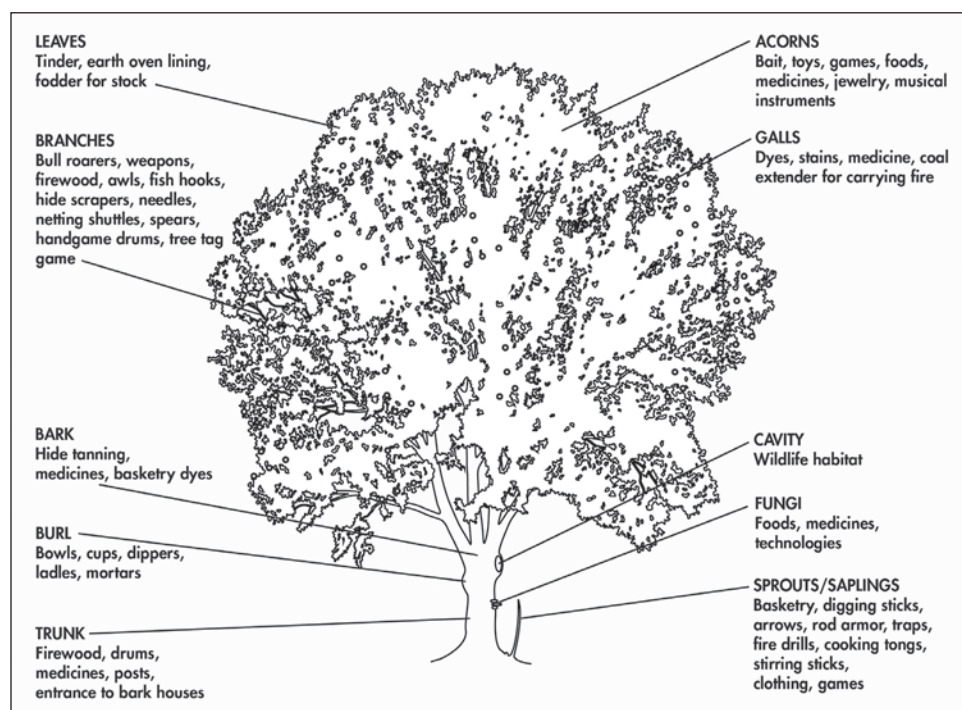 LEAVES
Tinder, earth oven lining,
fodder for stock
BRANCHES
Bull roarers, weapons,
firewood, awls, fish hooks,
hide scrapers, needles,
netting shuttles, spears,
handgame drums, tree tag
game
BARK
Hide tanning,
medicines, basketry dyes
BURL
Bowls, cups, dippers,
ladles, mortars
TRUNK
Firewood, drums,
medicines, posts,
entrance to bark houses
ACORNS
Bait, toys, games, foods,
medicines, jewelry, musical
instruments
GALLS
Dyes, stains, medicine, coal
extender for carrying fire
CAVITY
Wildlife habitat
FUNGI
Foods, medicines,
technologies
SPROUTS/SAPLINGS
Basketry, digging sticks,
arrows, rod armor, traps,
fire drills, cooking tongs,
stirring sticks,
clothing, games